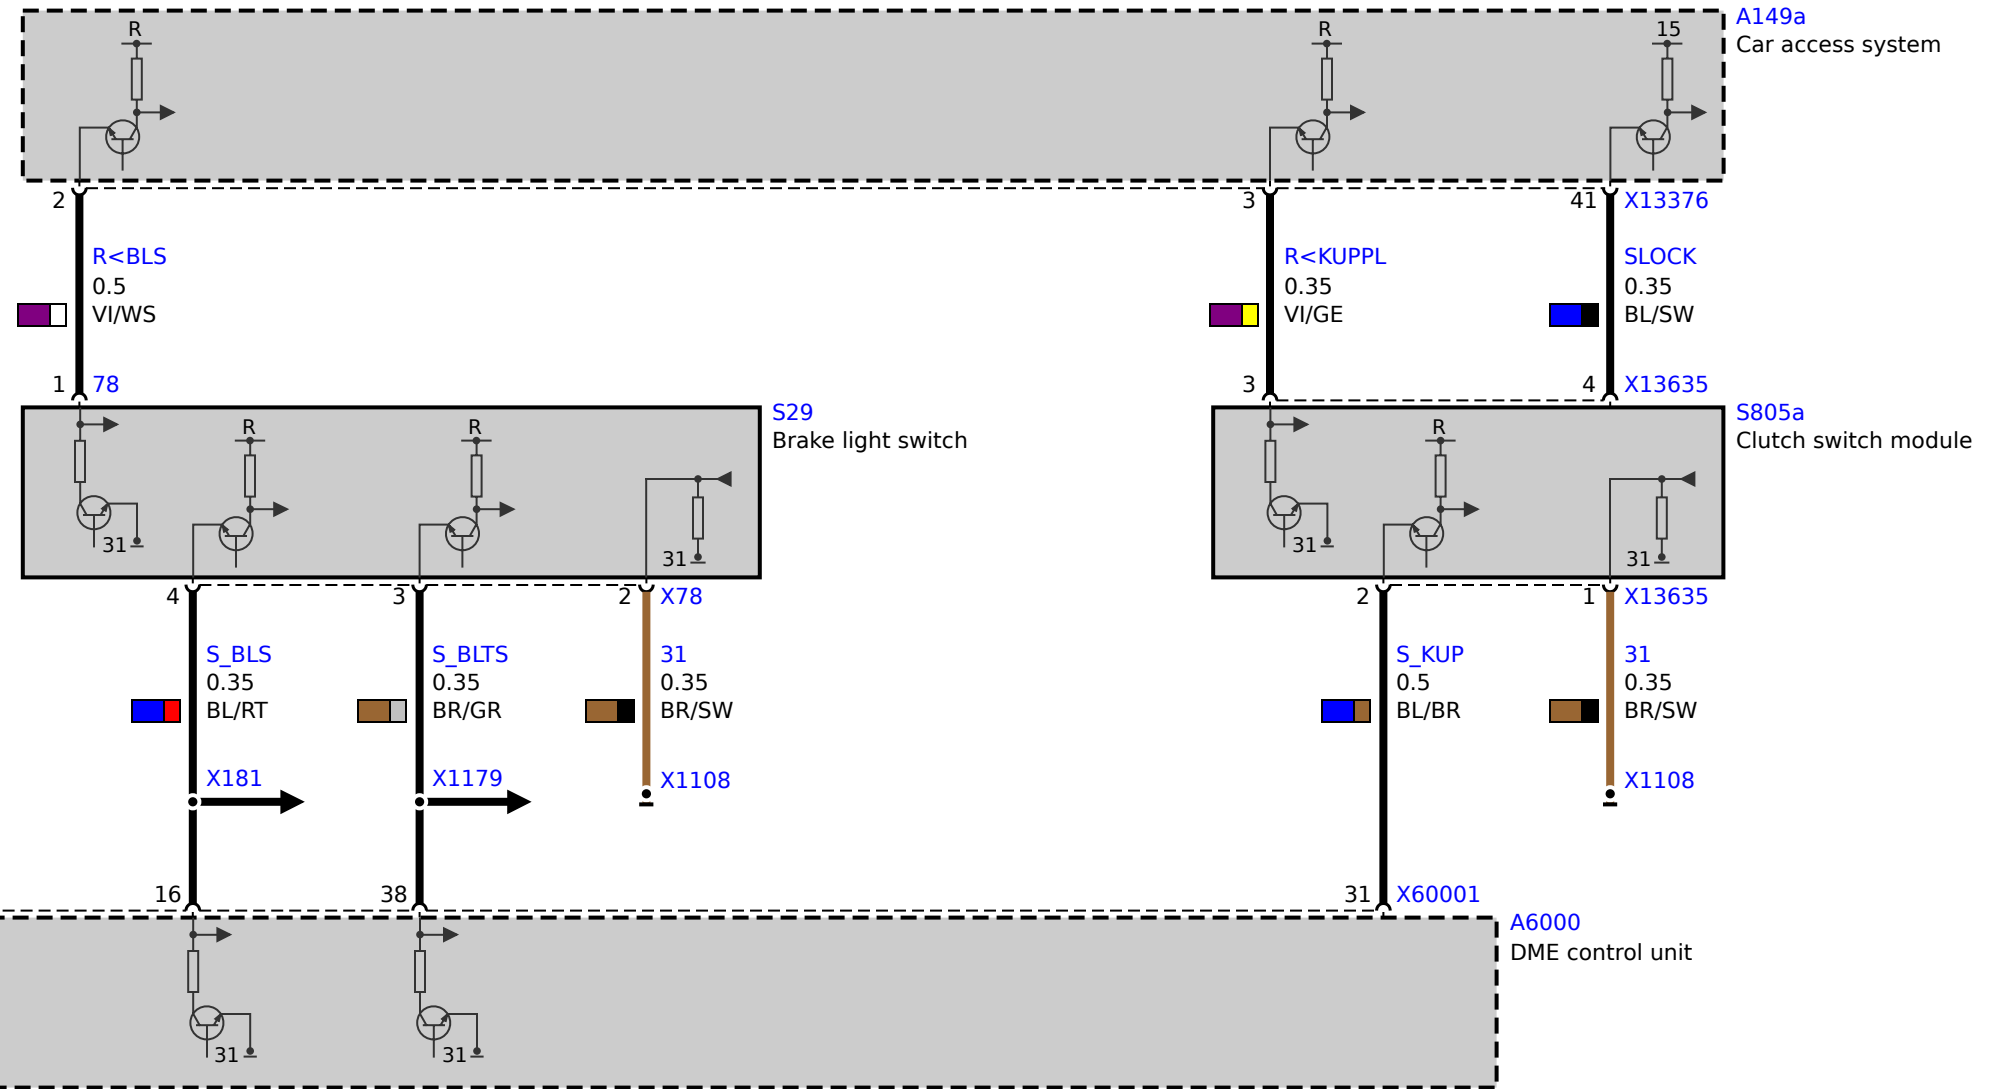 A149a
Car access system
R
R
15
2
3
41
X13376
R<BLS
0.5
VI/WS
R<KUPPL
0.35
VI/GE
SLOCK
0.35
BL/SW
1
78
3
4
X13635
S29
Brake light switch
R
R
31
31
S805a
Clutch switch module
R
31
31
4
3
2
X78
2
1
X13635
S_BLS
0.35
BL/RT
S_BLTS
0.35
BR/GR
31
0.35
BR/SW
S_KUP
0.5
BL/BR
31
0.35
BR/SW
X181
X1179
X1108
X1108
16
38
31
X60001
A6000
DME control unit
31
31